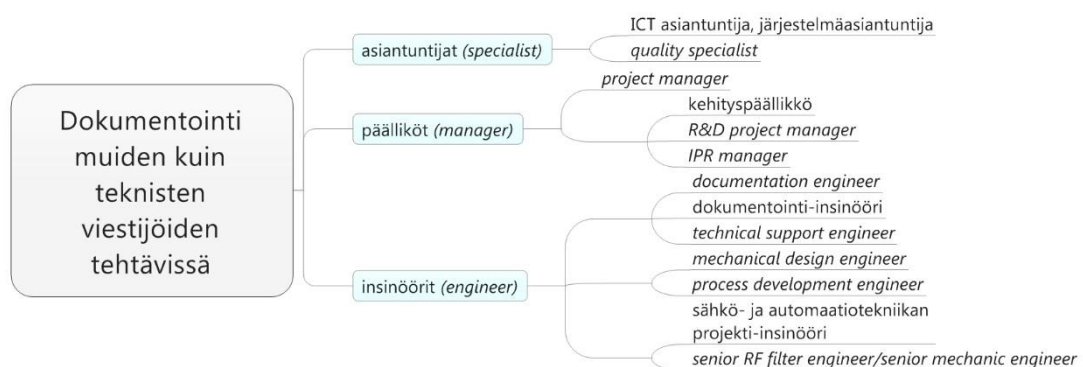 Dokumentointi
muiden kuin
teknisten
viestijöiden
tehtävissä
asiantuntijat (specialist)
ICT asiantuntija, järjestelmäasiantuntija
quality specialist
päälliköt (manager)
project manager
kehityspäällikkö
R&D project manager
IPR manager
insinöörit (engineer)
documentation engineer
dokumentointi-insinööri
technical support engineer
mechanical design engineer
process development engineer
sähkö- ja automaatiotekniikan
projekti-insinööri
senior RF filter engineer/senior mechanic engineer